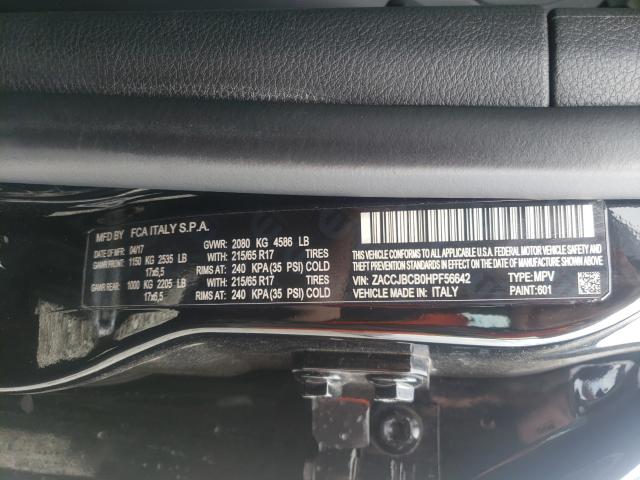 MFD BY FCA ITALY S.P.A.
DATE OF MFR: 04/17 GVWR: 2080 KG 4586 LB
GAWR FRONT: 1150 KG 2535 LB WITH: 215/65 R17 TIRES
17x6,5 RIMS AT: 240 KPA (35 PSI) COLD
GAWR REAR: 1000 KG 2205 LB WITH: 215/65 R17 TIRES
17x6,5 RIMS AT: 240 KPA (35 PSI) COLD
THIS VEHICLE CONFORMS TO ALL APPLICABLE
U.S.A. FEDERAL MOTOR VEHICLE SAFETY, BUMPER, AND
THEFT PREVENTION STANDARDS IN EFFECT ON THE
DATE OF MANUFACTURE SHOWN ABOVE.
VIN: ZACCJBCB0HPF56642 TYPE: MPV
VEHICLE MADE IN: ITALY PAINT: 601